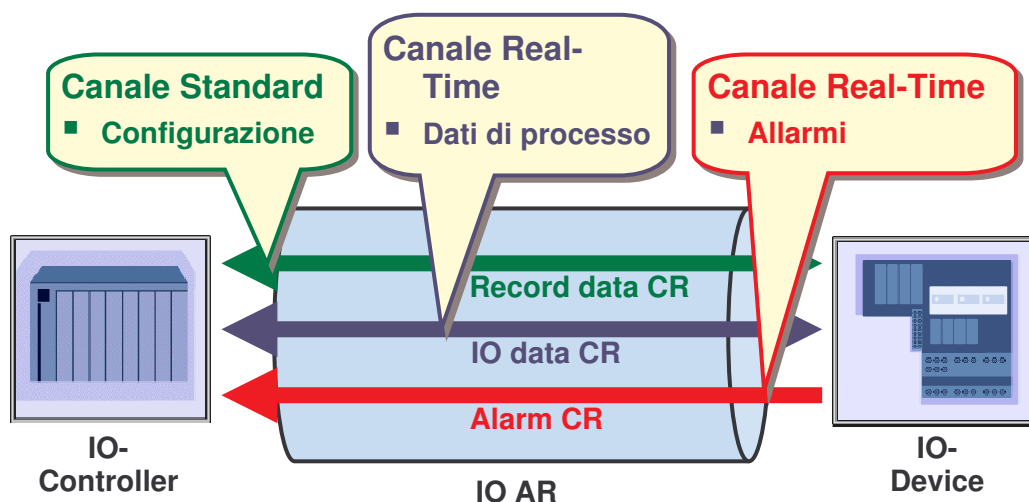 Canale Standard
■ Configurazione
Canale Real-
Time
■ Dati di processo
Canale Real-Time
■ Allarmi
Record data CR
IO data CR
Alarm CR
IO-
Controller
IO AR
IO-
Device